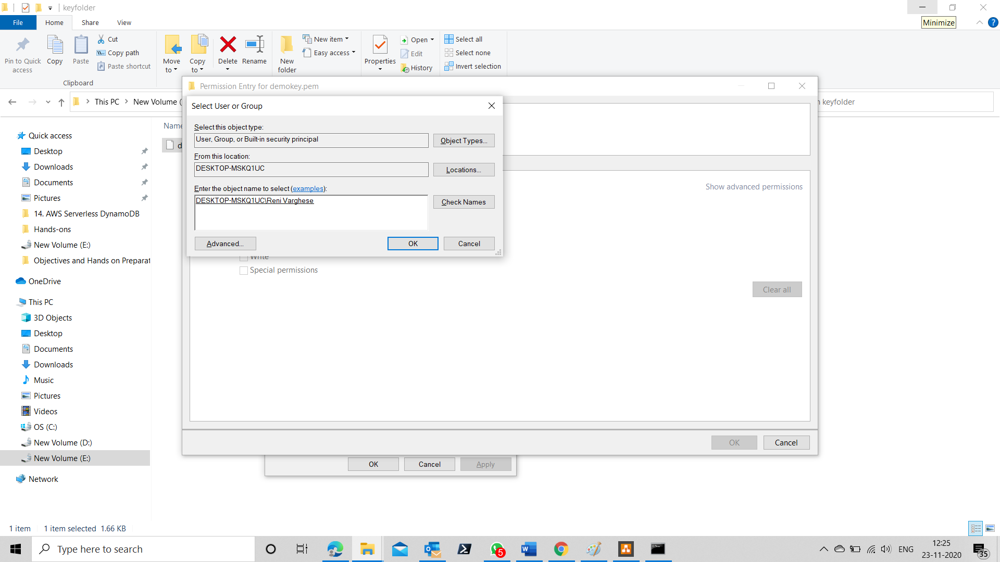 keyfolder
File Home Share View
Minimize
Pin to Quick access
Copy
Paste
Cut
Copy path
Paste shortcut
Clipboard
Move to
Copy to
Delete
Rename
New folder
New item
Easy access
Properties
Open
Edit
History
Select all
Select none
Invert selection
This PC > New Volume (
keyfolder
Permission Entry for demokey.pem
Select User or Group
Select this object type:
User, Group, or Built-in security principal
Object Types...
From this location:
DESKTOP-MSKQ1UC
Locations...
Enter the object name to select (examples):
DESKTOP-MSKQ1UC\Reni Varghese
Check Names
Advanced...
OK
Cancel
Show advanced permissions
Write
Special permissions
Clear all
OK
Cancel
OK
Cancel
Apply
Name
d
Quick access
Desktop
Downloads
Documents
Pictures
14. AWS Serverless DynamoDB
Hands-ons
New Volume (E:)
Objectives and Hands on Preparat
OneDrive
This PC
3D Objects
Desktop
Documents
Downloads
Music
Pictures
Videos
OS (C:)
New Volume (D:)
New Volume (E:)
Network
1 item 1 item selected 1.66 KB
Type here to search
5
ENG
12:25
23-11-2020
35